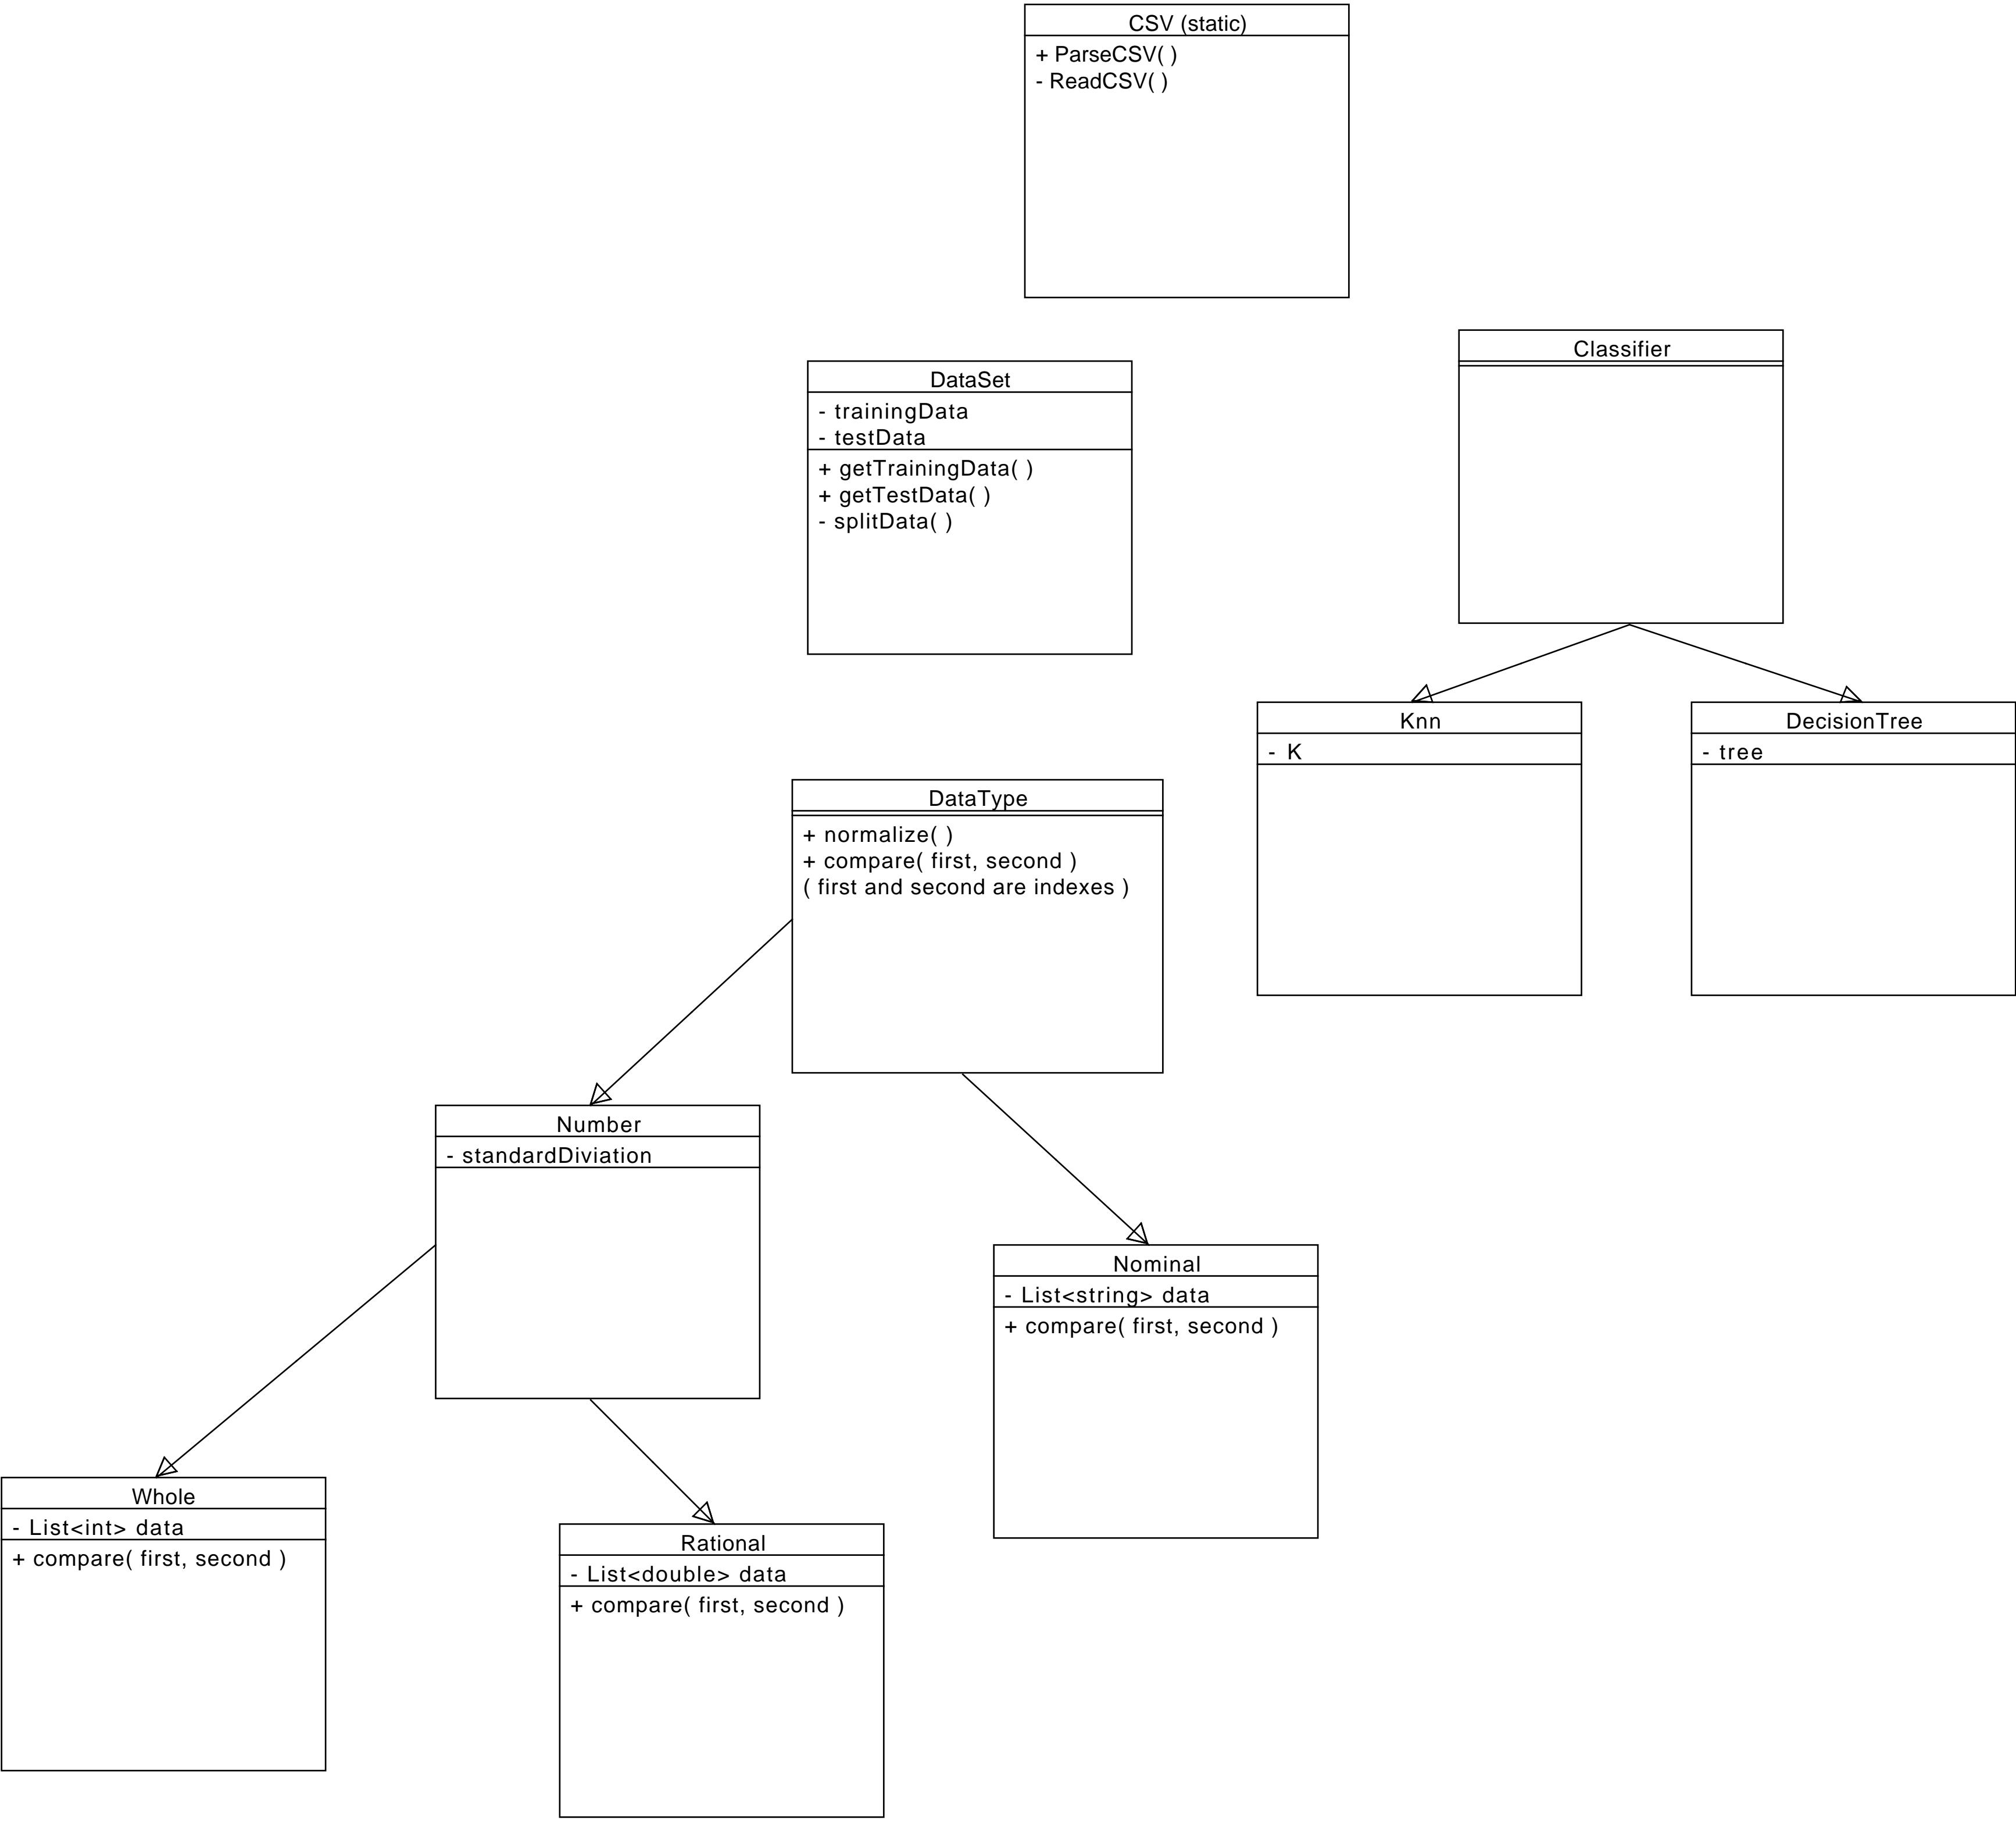 CSV (static)
+ ParseCSV( )
- ReadCSV( )
Classifier
DataSet
- trainingData
- testData
+ getTrainingData( )
+ getTestData( )
- splitData( )
Knn
- K
DecisionTree
- tree
DataType
+ normalize( )
+ compare( first, second )
( first and second are indexes )
Number
- standardDiviation
Nominal
- List<string> data
+ compare( first, second )
Whole
- List<int> data
+ compare( first, second )
Rational
- List<double> data
+ compare( first, second )